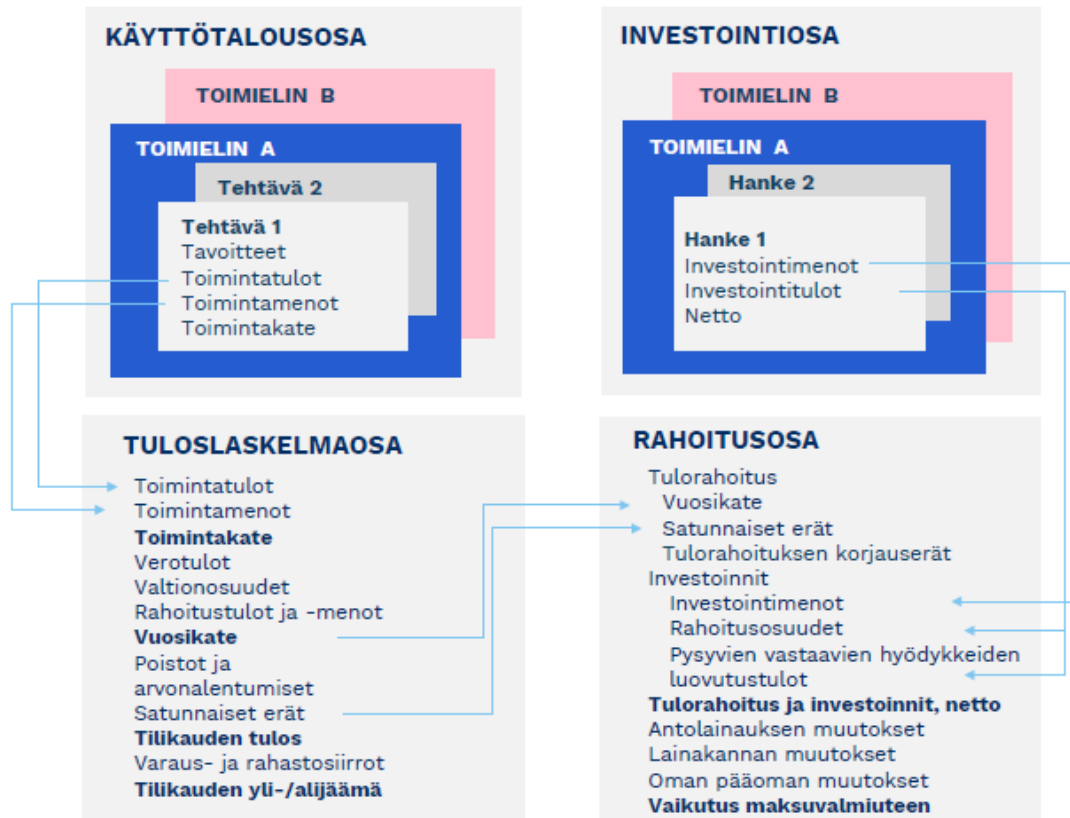 KÄYTTÖTALOUSOSA
TOIMIELIN B
TOIMIELIN A
Tehtävä 2
Tehtävä 1
Tavoitteet
Toimintatulot
Toimintamenot
Toimintakate
INVESTOINTIOSA
TOIMIELIN B
TOIMIELIN A
Hanke 2
Hanke 1
Investointimenot
Investointitulot
Netto
TULOSLASKELMAOSA
Toimintatulot
Toimintamenot
Toimintakate
Verotulot
Valtionosuudet
Rahoitustulot ja -menot
Vuosikate
Poistot ja
arvonalentumiset
Satunnaiset erät
Tilikauden tulos
Varaus- ja rahastosiirrot
Tilikauden yli-/alijäämä
RAHOITUSOSA
Tulorahoitus
Vuosikate
Satunnaiset erät
Tulorahoituksen korjauserät
Investoinnit
Investointimenot
Rahoitusosuudet
Pysyvien vastaavien hyödykkeiden
luovutustulot
Tulorahoitus ja investoinnit, netto
Antolainauksen muutokset
Lainakannan muutokset
Oman pääoman muutokset
Vaikutus maksuvalmiuteen